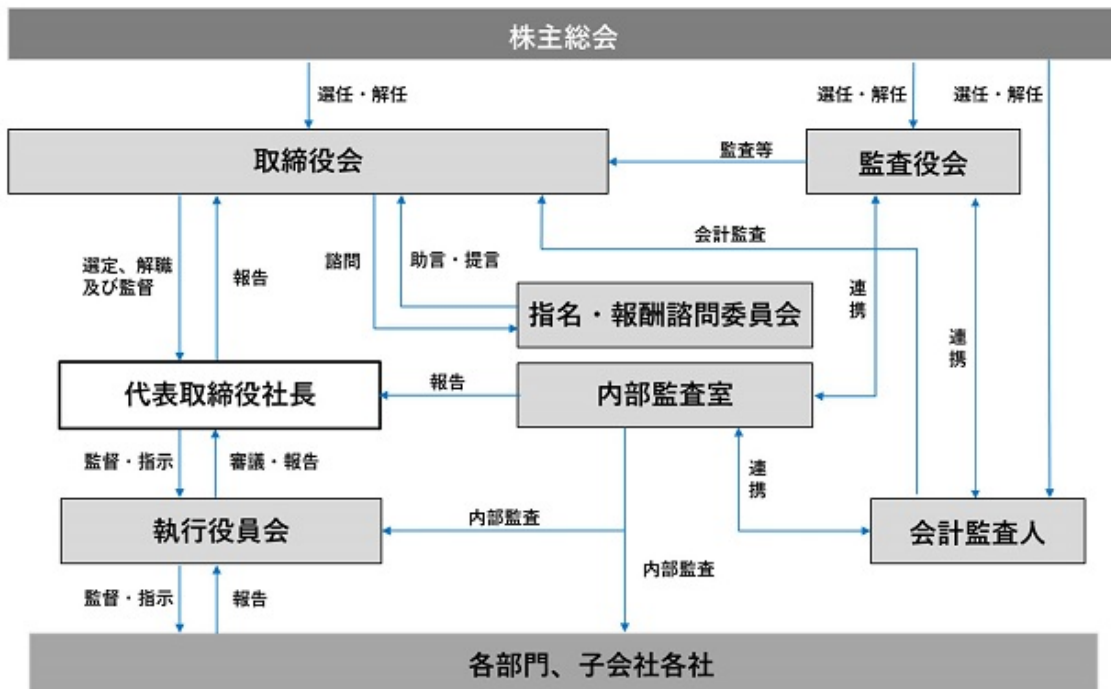 株主総会
選任・解任
選任・解任
選任・解任
取締役会
監査等
監査役会
会計監査
選定、解職
及び監督
報告
諮問
助言・提言
連携
指名・報酬諮問委員会
連携
代表取締役社長
報告
内部監査室
監督・指示
審議・報告
連携
執行役員会
内部監査
会計監査人
内部監査
監督・指示
報告
各部門、子会社各社